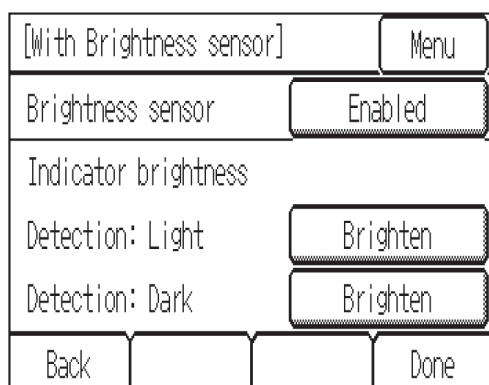 [With Brightness sensor] Menu
Brightness sensor Enabled
Indicator brightness
Detection: Light Brighten
Detection: Dark Brighten
Back Done